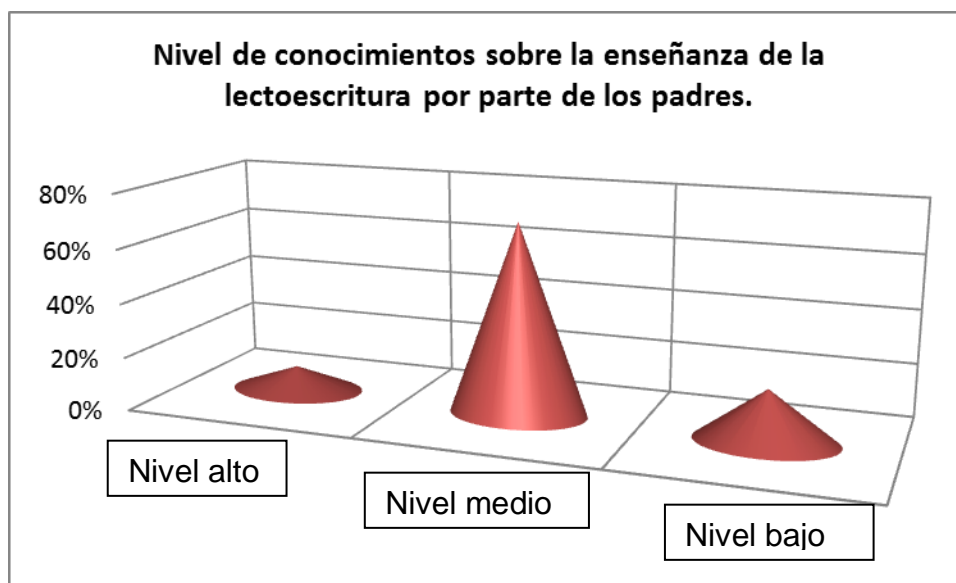 Nivel de conocimientos sobre la enseñanza de la
lectoescritura por parte de los padres.
80%
60%
40%
20%
0%
Nivel alto
Nivel medio
Nivel bajo